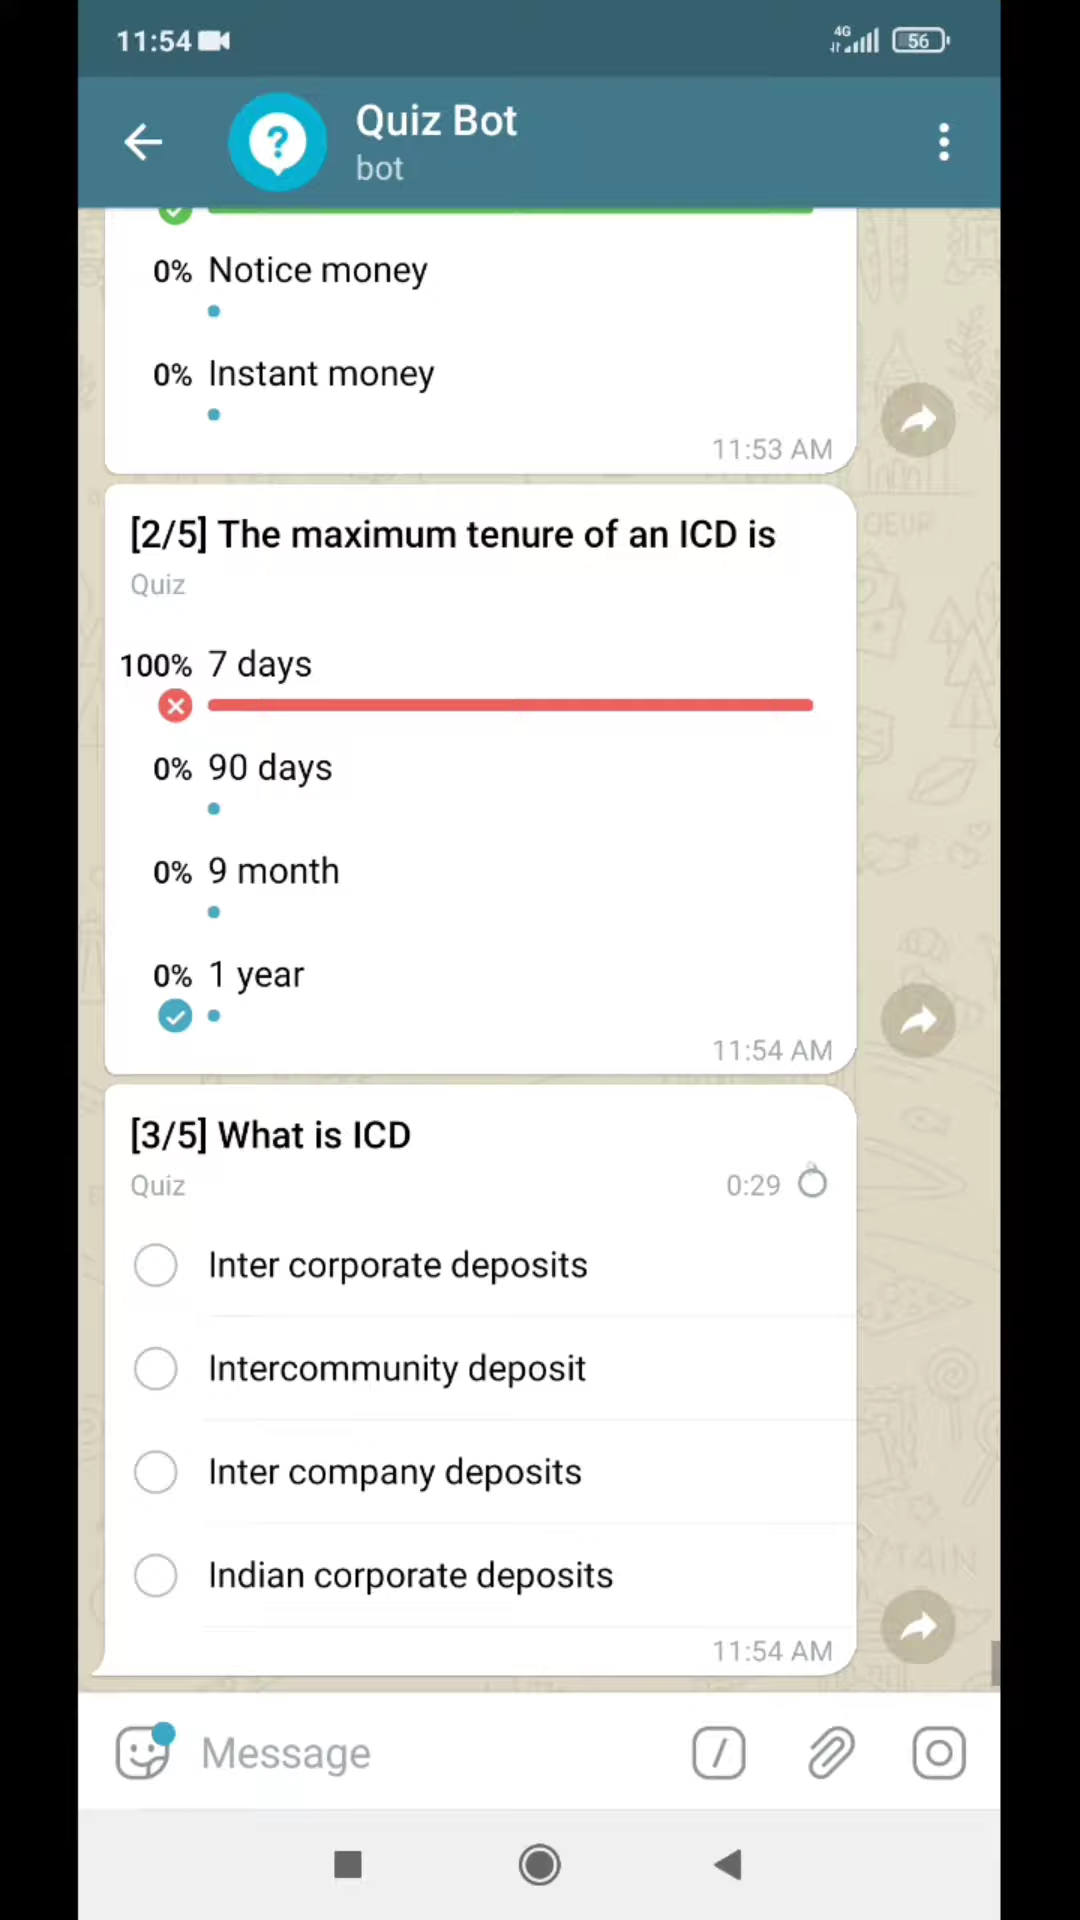 11:54
4G
56
Quiz Bot
bot
0% Notice money
0% Instant money
11:53 AM
[2/5] The maximum tenure of an ICD is
Quiz
100% 7 days
0% 90 days
0% 9 month
0% 1 year
11:54 AM
[3/5] What is ICD
Quiz
0:29
Inter corporate deposits
Intercommunity deposit
Inter company deposits
Indian corporate deposits
11:54 AM
Message